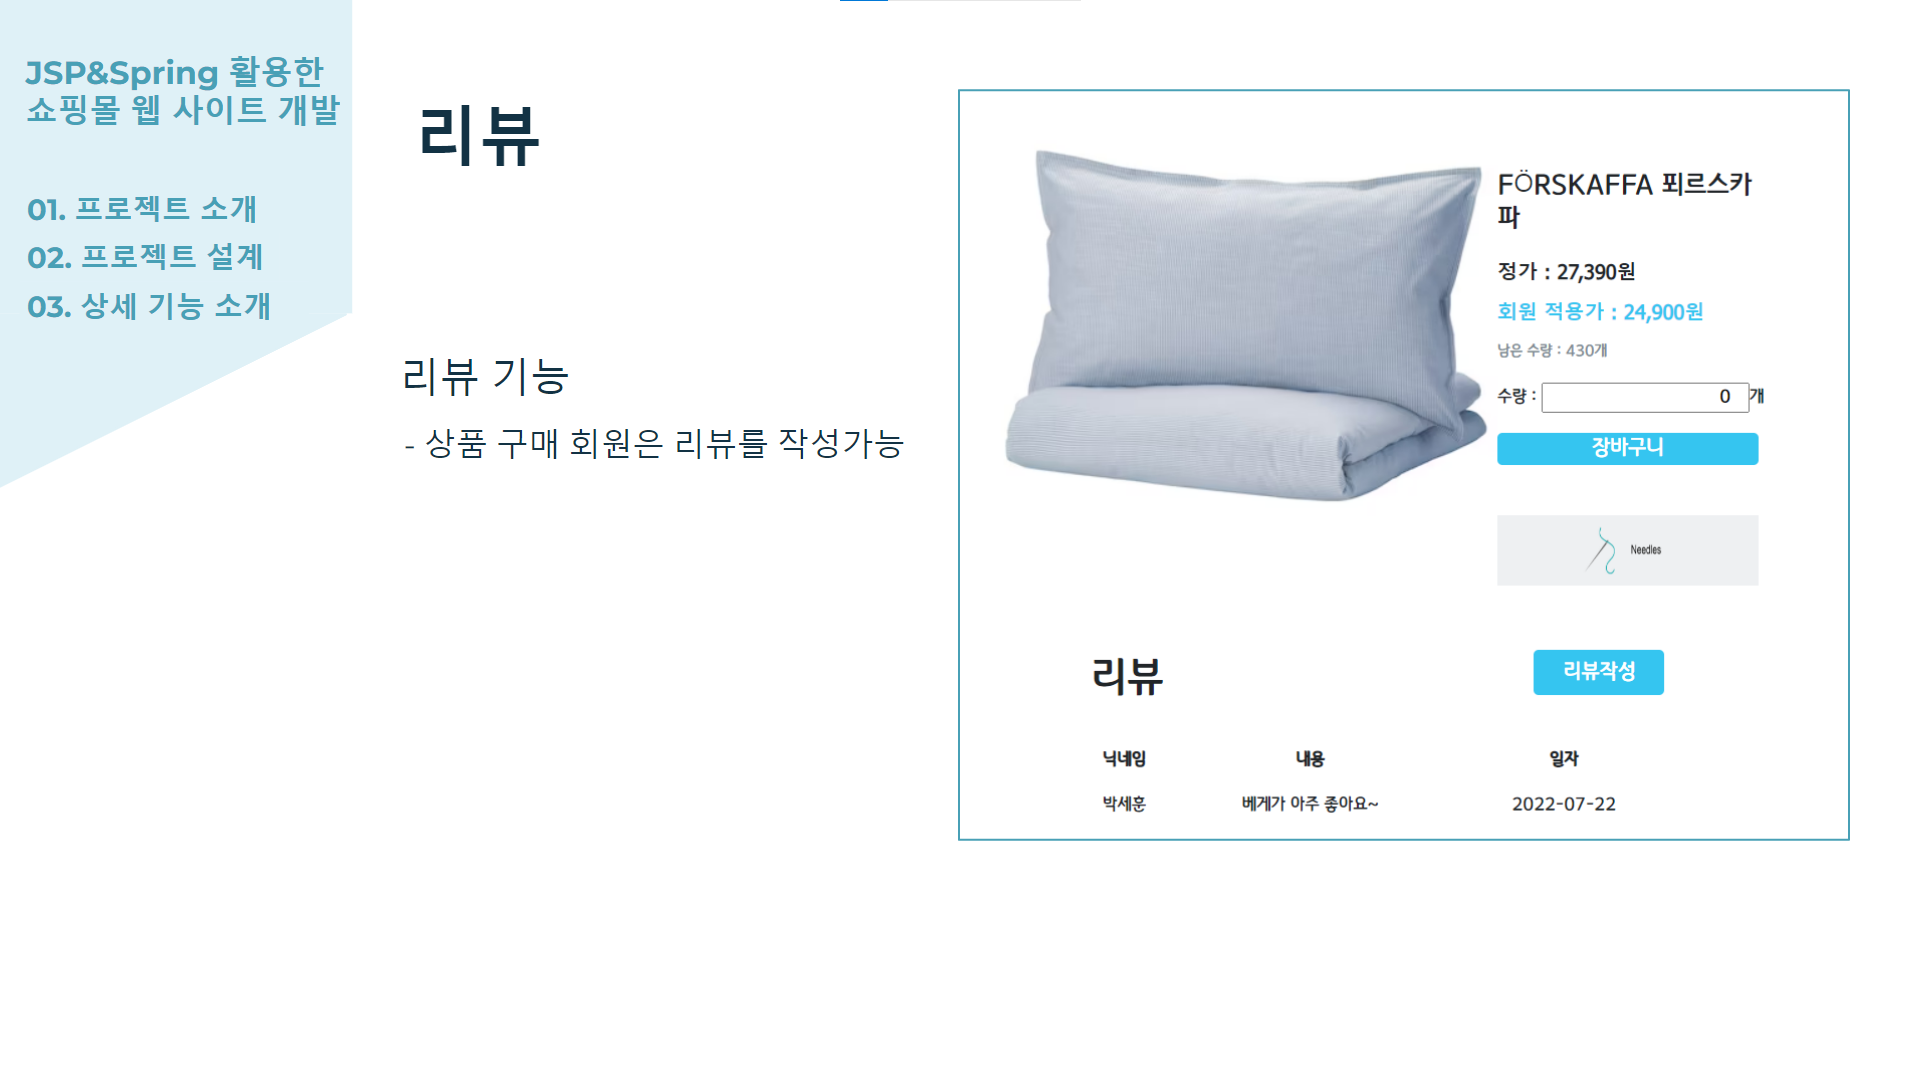 JSP&Spring 활용한
쇼핑몰 웹 사이트 개발
01. 프로젝트 소개
02. 프로젝트 설계
03. 상세 기능 소개
리뷰
리뷰 기능
- 상품 구매 회원은 리뷰를 작성가능
FÖRSKAFFA 푀르스카
파
정가 : 27,390원
회원 적용가 : 24,900원
남은 수량 : 430개
수량 : 0 개
장바구니
Needles
리뷰
리뷰작성
닉네임 내용 일자
박세훈 베게가 아주 좋아요~ 2022-07-22